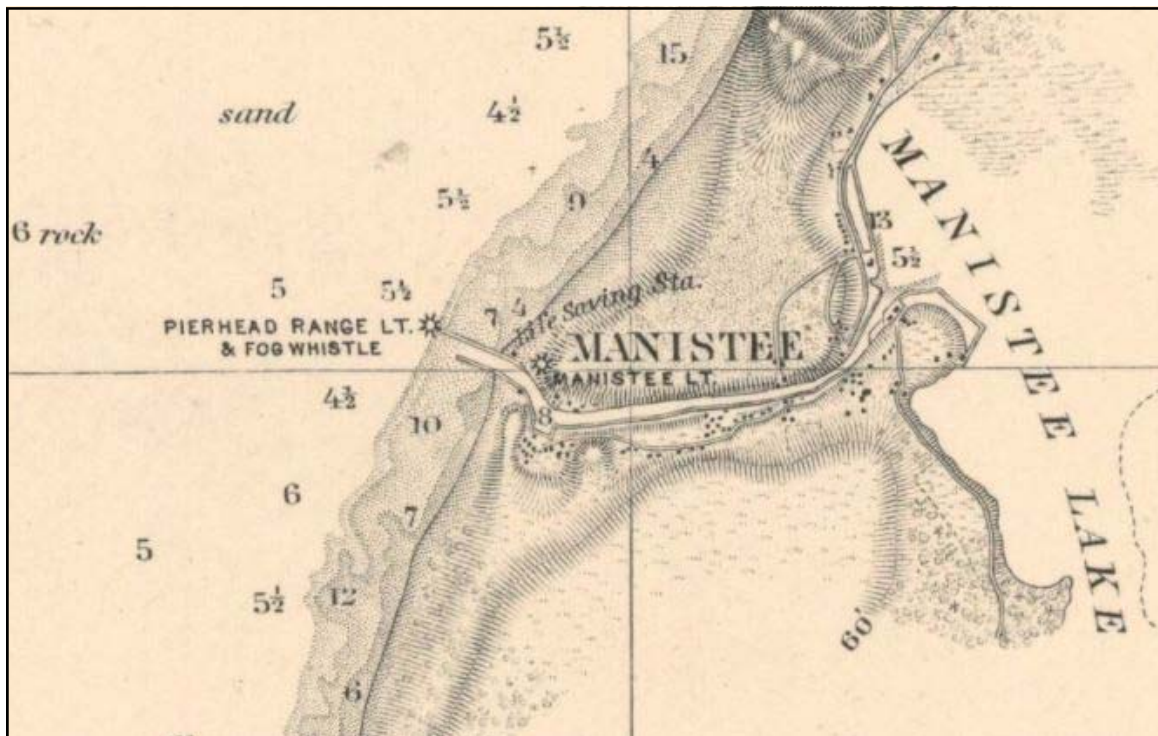 5½
15
sand
4½
4
5½
9
6 rock
13
5½
5
5½
7
4
Life Saving Sta.
PIERHEAD RANGE LT.
& FOG WHISTLE
MANISTEE
MANISTEE LT.
MANISTEE LAKE
10
8
6
7
5
5½
12
60'
6